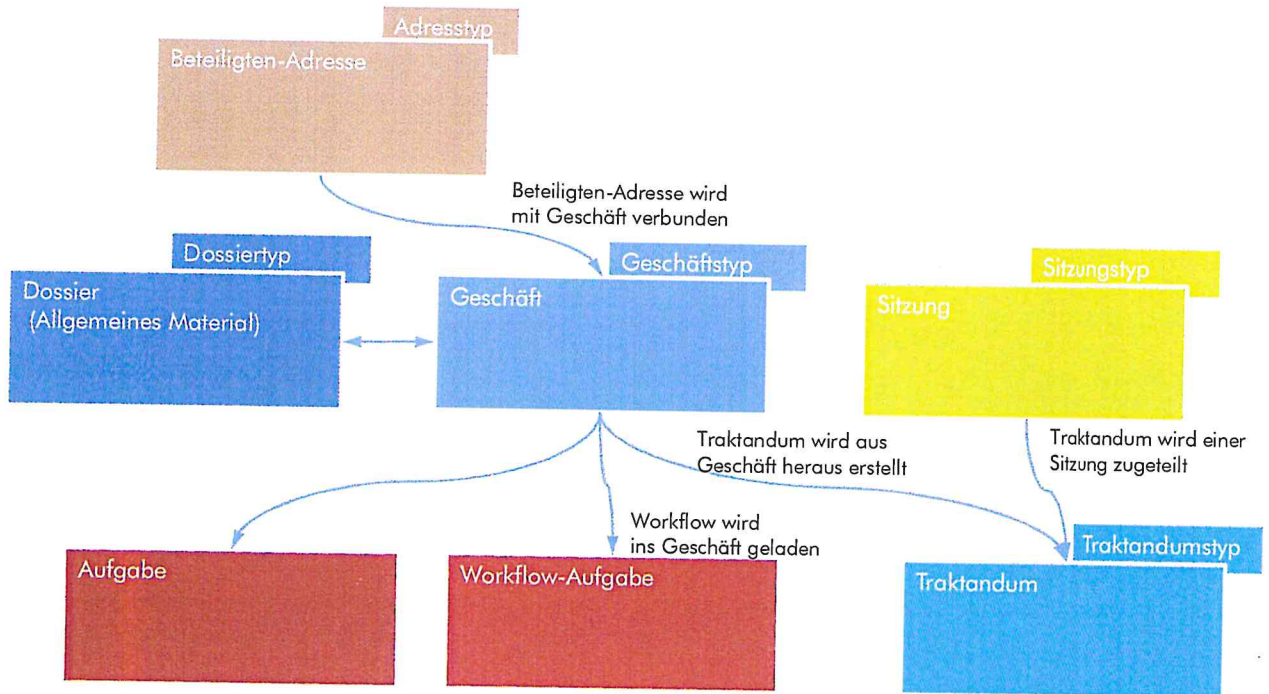 Adresstyp
Beteiligten-Adresse
Beteiligten-Adresse wird
mit Geschäft verbunden
Dossiertyp
Dossier
(Allgemeines Material)
Geschäftstyp
Geschäft
Sitzungstyp
Sitzung
Traktandum wird aus
Geschäft heraus erstellt
Traktandum wird einer
Sitzung zugeteilt
Workflow wird
ins Geschäft geladen
Aufgabe
Workflow-Aufgabe
Traktandumstyp
Traktandum